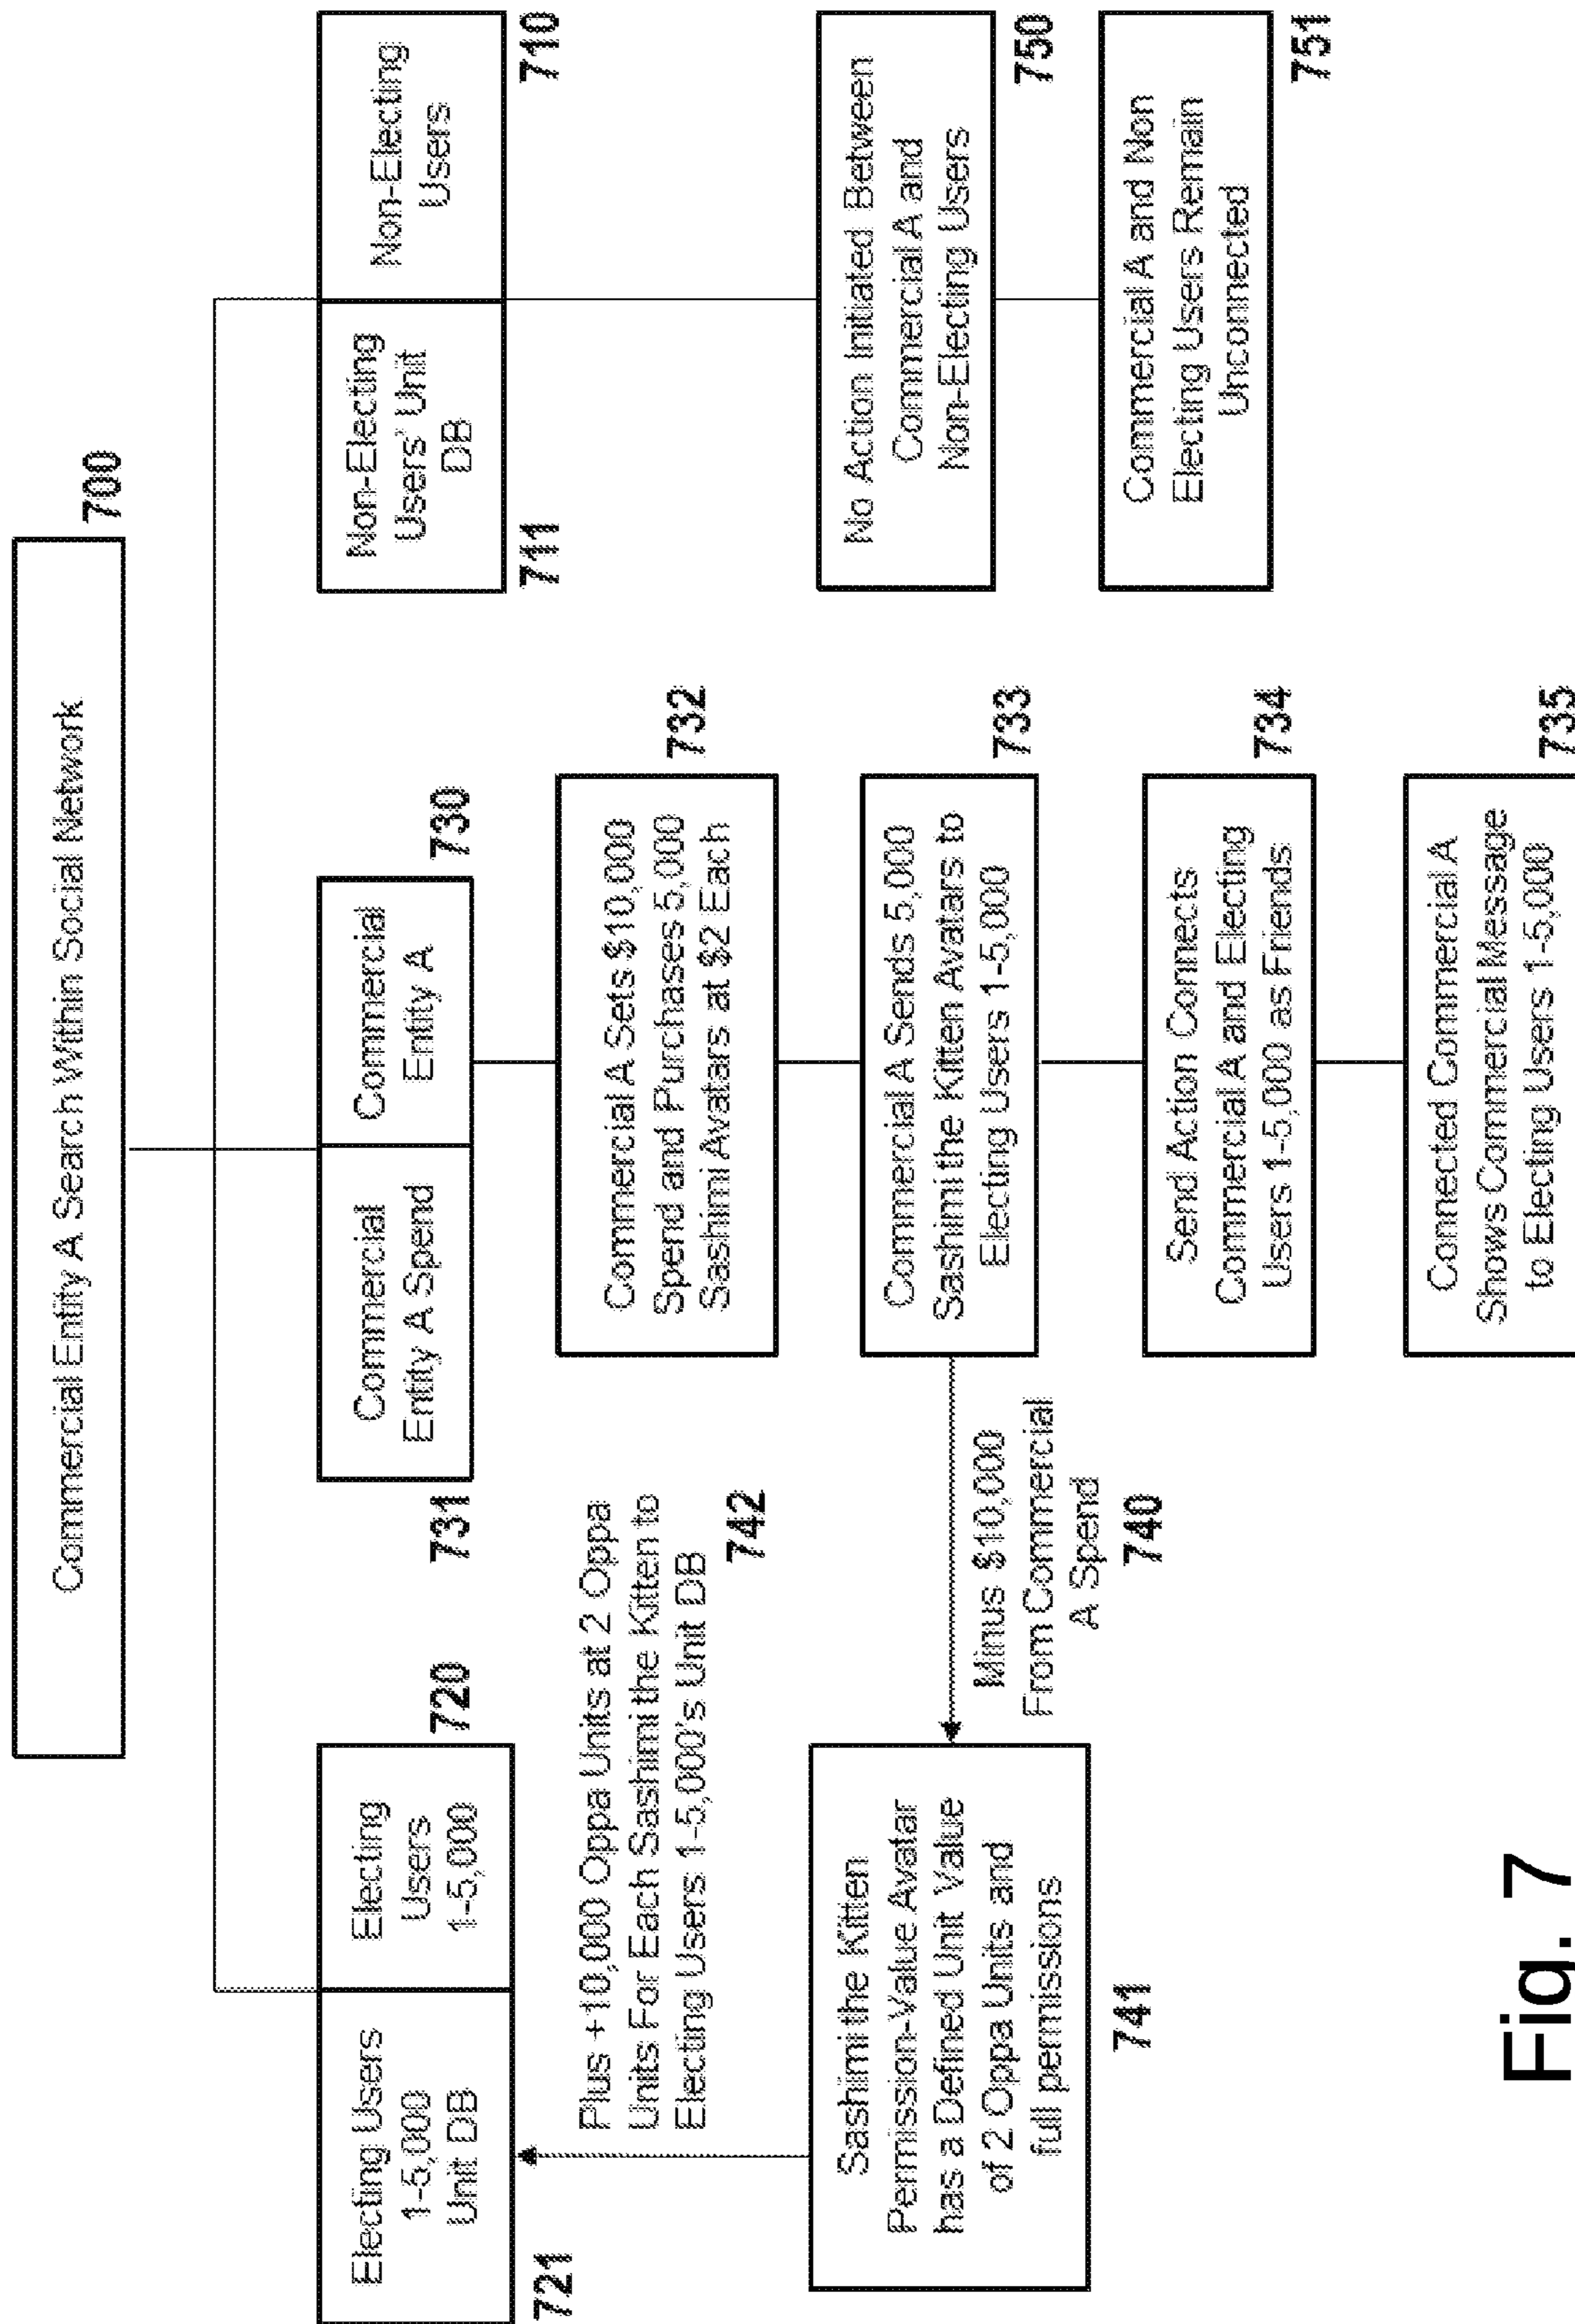 Commercial Entity A Search Within Social Network
700
Electing Users
1-5,000
Unit DB
721
Electing
Users
1-5,000
720
Commercial
Entity A Spend
731
Commercial
Entity A
730
Non-Electing
Users' Unit
DB
711
Non-Electing
Users
710
Plus +10,000 Oppa Units at 2 Oppa
Units For Each Sashimi the Kitten to
Electing Users 1-5,000's Unit DB
742
Commercial A Sets $10,000
Spend and Purchases 5,000
Sashimi Avatars at $2 Each
732
Sashimi the Kitten
Permission-Value Avatar
has a Defined Unit Value
of 2 Oppa Units and
full permissions
741
Minus $10,000
From Commercial
A Spend
740
Commercial A Sends 5,000
Sashimi the Kitten Avatars to
Electing Users 1-5,000
733
No Action Initiated Between
Commercial A and
Non-Electing Users
750
Send Action Connects
Commercial A and Electing
Users 1-5,000 as Friends
734
Commercial A and Non
Electing Users Remain
Unconnected
751
Connected Commercial A
Shows Commercial Message
to Electing Users 1-5,000
735
Fig. 7